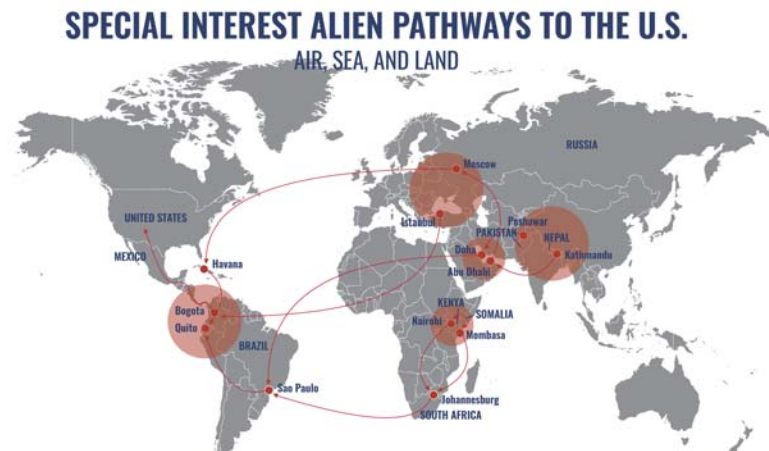 SPECIAL INTEREST ALIEN PATHWAYS TO THE U.S.
AIR, SEA, AND LAND
RUSSIA
Moscow
UNITED STATES
Istanbul
Peshawar
PAKISTAN
NEPAL
Doha
Kathmandu
MEXICO
Havana
Abu Dhabi
KENYA
Bogota
SOMALIA
Nairobi
Quito
Mombasa
BRAZIL
Sao Paulo
Johannesburg
SOUTH AFRICA